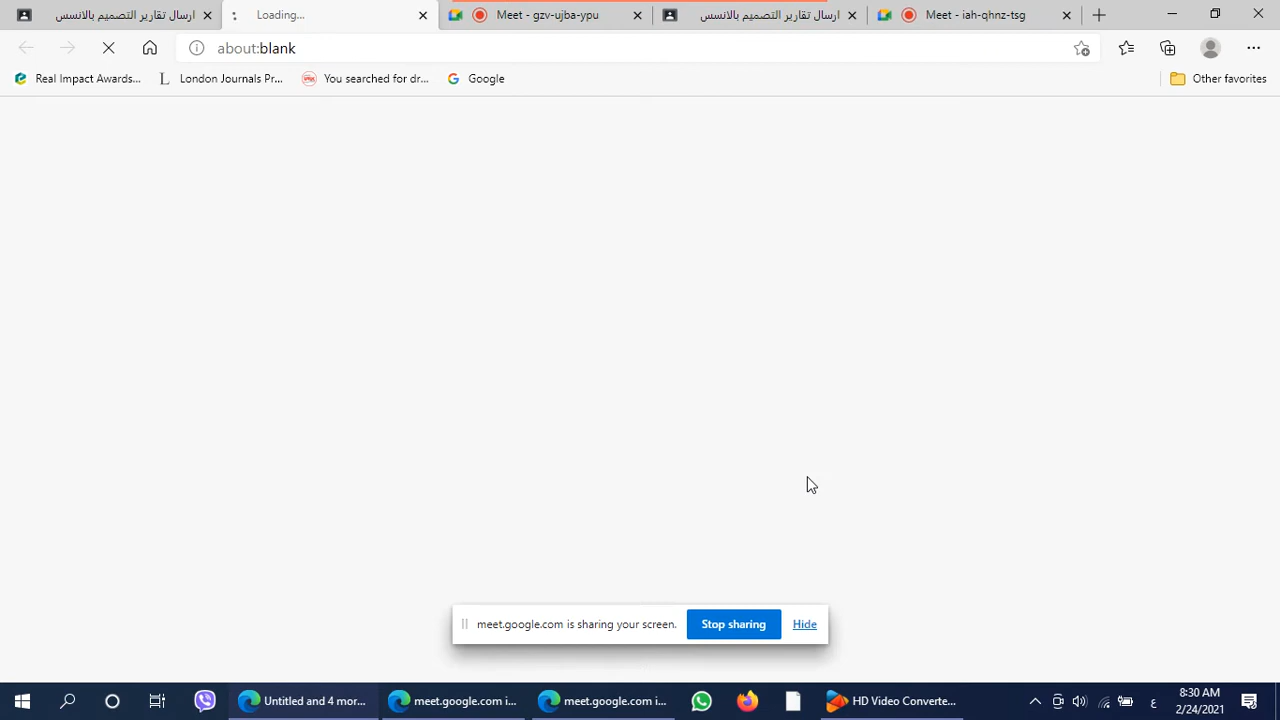 ارسال تقارير التصميم بالانسس
Loading...
Meet - gzv-ujba-ypu
ارسال تقارير التصميم بالانسس
Meet - iah-qhnz-tsg
about:blank
Real Impact Awards...
London Journals Pr...
You searched for dr...
Google
Other favorites
meet.google.com is sharing your screen.
Stop sharing
Hide
Untitled and 4 mor...
meet.google.com i...
meet.google.com i...
HD Video Converte...
ع
8:30 AM
2/24/2021